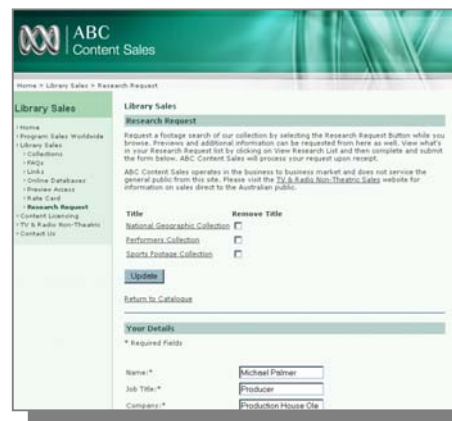 ABC
Content Sales
Home > Library Sales > Research Request
Library Sales
Home
Program Sales Worldwide
Library Sales
Collections
FAQs
Links
Online Databases
Preview Access
Rate Card
Research Request
Content Licensing
TV & Radio Non-Theatric
Contact Us
Library Sales
Research Request
Request a footage search of our collection by selecting the Research Request Button while you
browse. Previews and additional information can be requested from here as well. View what's
in your Research Request list by clicking on View Research List and then complete and submit
the form below. ABC Content Sales will process your request upon receipt.
ABC Content Sales operates in the business to business market and does not service the
general public from this site. Please visit the TV & Radio Non-Theatric Sales website for
information on sales direct to the Australian public.
Title Remove Title
National Geographic Collection
Performers Collection
Sports Footage Collection
Update
Return to Catalogue
Your Details
* Required Fields
Name:* Michael Palmer
Job Title:* Producer
Company:* Production House Ole